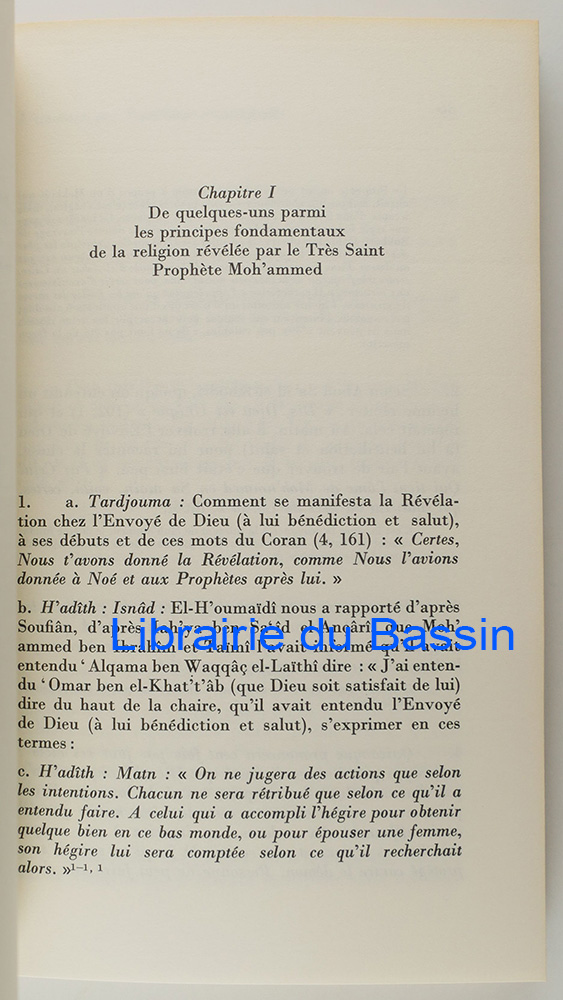 Chapitre I
De quelques-uns parmi
les principes fondamentaux
de la religion révélée par le Très Saint
Prophète Moh'ammed
1. a. Tardjouma : Comment se manifesta la Révéla-
tion chez l'Envoyé de Dieu (à lui bénédiction et salut),
à ses débuts et de ces mots du Coran (4, 161) : « Certes,
Nous t'avons donné la Révélation, comme Nous l'avions
donnée à Noé et aux Prophètes après lui. »
b. H'adîth : Isnâd : El-H'oumaïdî nous a rapporté d'après
Soufiân, d'après Yahya ben Sa'îd el-Ançârî que Moh'
ammed ben Ibrahîm et-Taïmî l'avait informé qu'il avait
entendu 'Alqama ben Waqqâç el-Laïthî dire : « J'ai enten-
du 'Omar ben el-Khat't'âb (que Dieu soit satisfait de lui)
dire du haut de la chaire, qu'il avait entendu l'Envoyé
de Dieu (à lui bénédiction et salut), s'exprimer en ces
termes :
c. H'adîth : Matn : « On ne jugera des actions que selon
les intentions. Chacun ne sera rétribué que selon ce qu'il a
entendu faire. A celui qui a accompli l'hégire pour obtenir
quelque bien en ce bas monde, ou pour épouser une femme,
son hégire lui sera comptée selon ce qu'il recherchait
alors. »1-1, 1
Librairie du Bassin